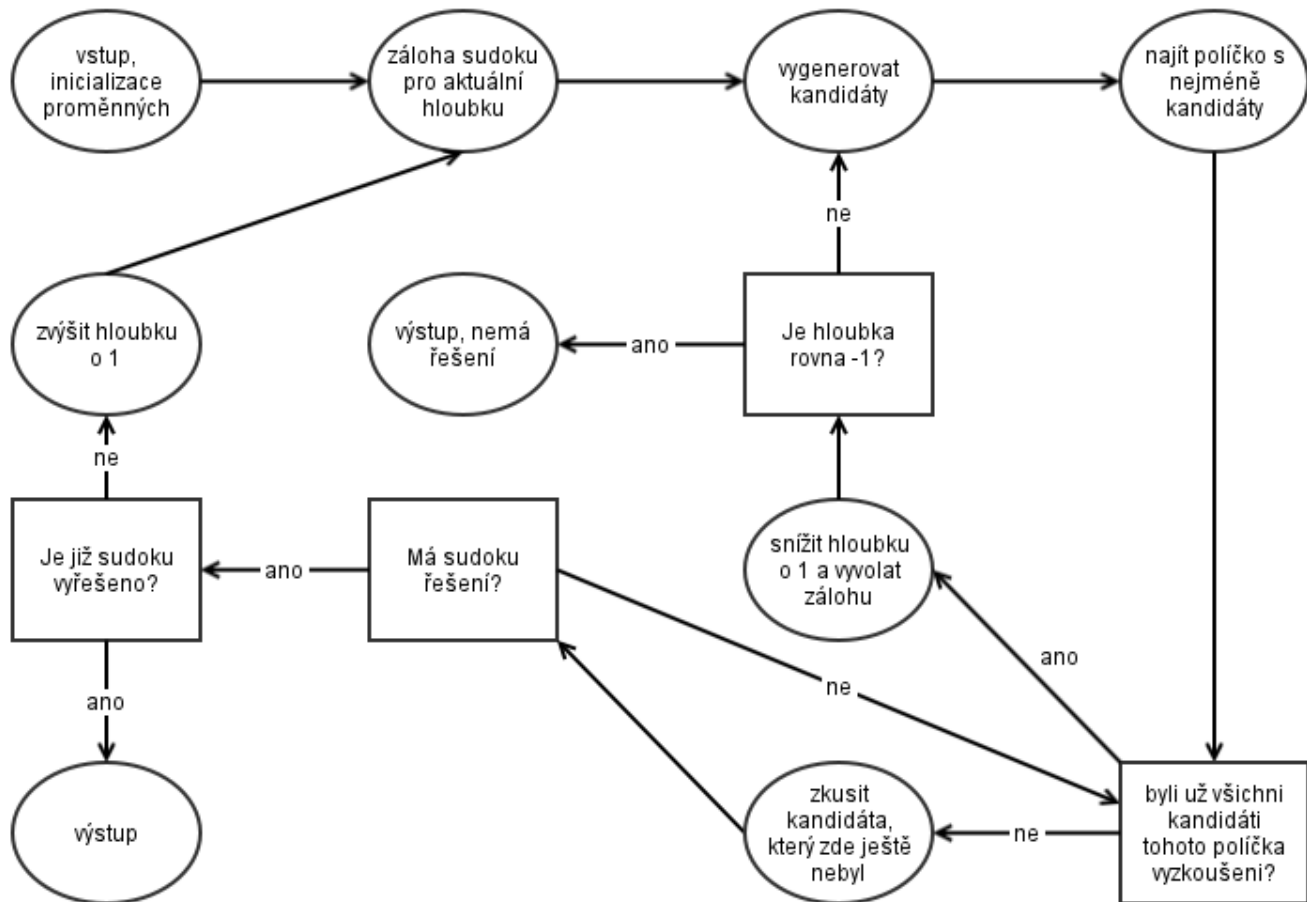 vstup,
inicializace
proměnných
záloha sudoku
pro aktuální
hloubku
vygenerovat
kandidáty
najít políčko s
nejméně
kandidáty
ne
zvýšit hloubku
o 1
výstup, nemá
řešení
ano
Je hloubka
rovna -1?
ne
Je již sudoku
vyřešeno?
ano
Má sudoku
řešení?
snížit hloubku
o 1 a vyvolat
zálohu
ano
ne
ano
výstup
zkusit
kandidáta,
který zde ještě
nebyl
ne
byli už všichni
kandidáti
tohoto políčka
vyzkoušeni?